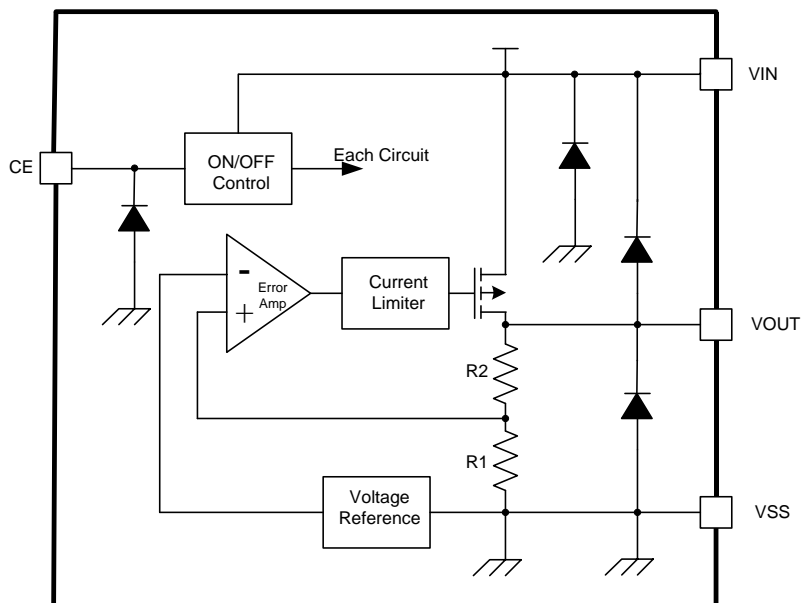 VIN
CE
ON/OFF
Control
Each Circuit
-
Error
Amp
+
Current
Limiter
VOUT
R2
R1
Voltage
Reference
VSS